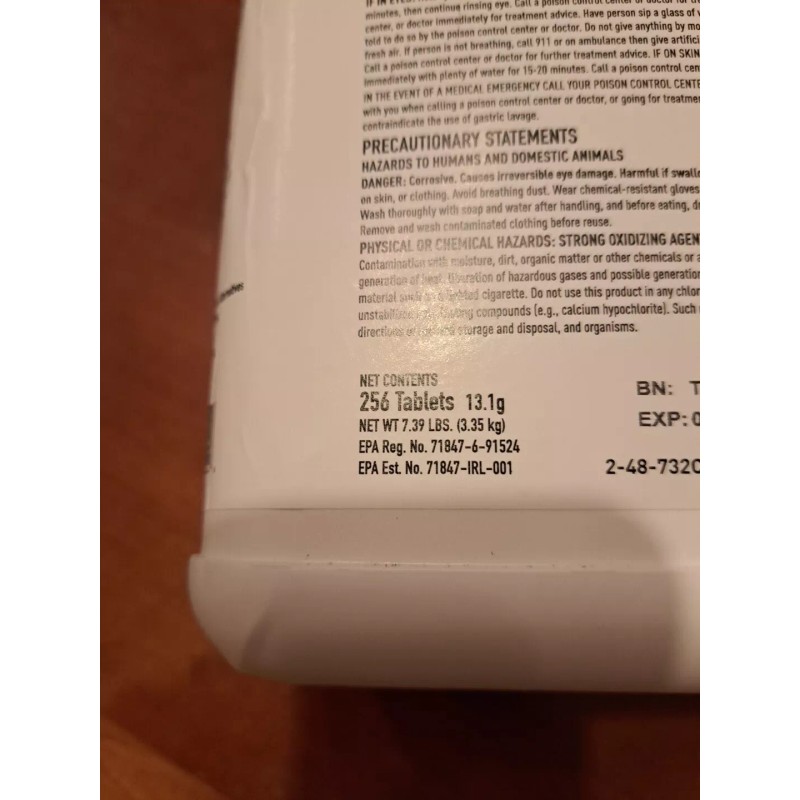 minutes, then continue rinsing eye. Call a poison control center or doctor for
center, or doctor immediately for treatment advice. Have person sip a glass of
told to do so by the poison control center or doctor. Do not give anything by mo
fresh air. If person is not breathing, call 911 or an ambulance then give artifici
Call a poison control center or doctor for further treatment advice. IF ON SKIN
immediately with plenty of water for 15-20 minutes. Call a poison control cen
IN THE EVENT OF A MEDICAL EMERGENCY CALL YOUR POISON CONTROL CENTE
with you when calling a poison control center or doctor, or going for treatme
contraindicate the use of gastric lavage.
PRECAUTIONARY STATEMENTS
HAZARDS TO HUMANS AND DOMESTIC ANIMALS
DANGER: Corrosive. Causes irreversible eye damage. Harmful if swall
on skin, or clothing. Avoid breathing dust. Wear chemical-resistant gloves
Wash thoroughly with soap and water after handling, and before eating, d
Remove and wash contaminated clothing before reuse.
PHYSICAL OR CHEMICAL HAZARDS: STRONG OXIDIZING AGEN
Contamination with moisture, dirt, organic matter or other chemicals or a
generation of heat, liberation of hazardous gases and possible generation
material such as a lighted cigarette. Do not use this product in any chlor
compounds (e.g., calcium hypochlorite). Such
directions storage and disposal, and organisms.
NET CONTENTS
256 Tablets 13.1g
NET WT 7.39 LBS. (3.35 kg)
EPA Reg. No. 71847-6-91524
EPA Est. No. 71847-IRL-001
BN: T
EXP: 0
2-48-732C